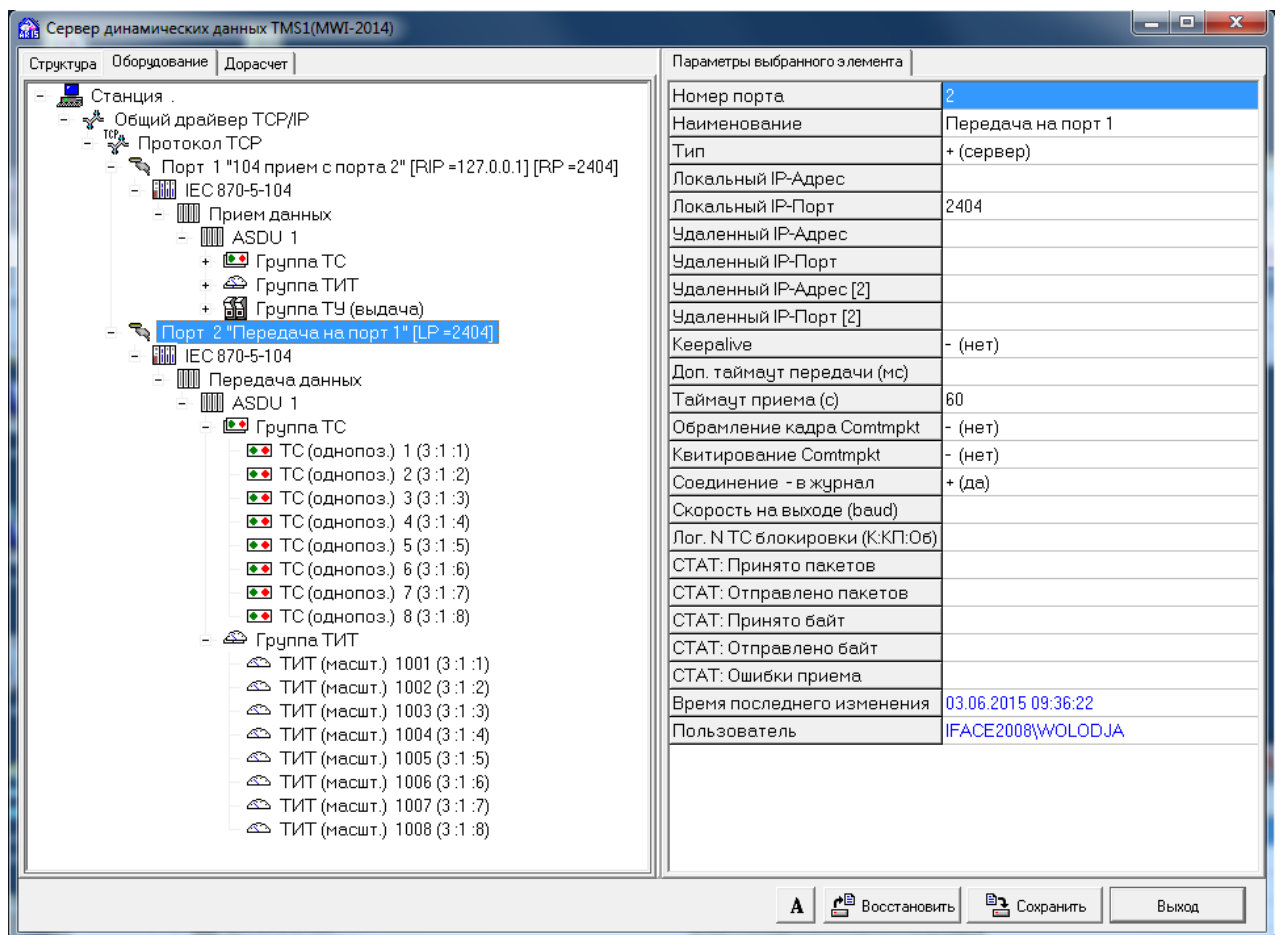 Сервер динамических данных TMS1(MWI-2014)
Структура Оборудование Дорасчет
Станция .
Общий драйвер TCP/IP
TCP Протокол TCP
Порт 1 "104 прием с порта 2" [RIP =127.0.0.1] [RP =2404]
IEC 870-5-104
Прием данных
ASDU 1
Группа ТС
Группа ТИТ
Группа ТУ (выдача)
Порт 2 "Передача на порт 1" [LP =2404]
IEC 870-5-104
Передача данных
ASDU 1
Группа ТС
ТС (однопоз.) 1 (3 :1 :1)
ТС (однопоз.) 2 (3 :1 :2)
ТС (однопоз.) 3 (3 :1 :3)
ТС (однопоз.) 4 (3 :1 :4)
ТС (однопоз.) 5 (3 :1 :5)
ТС (однопоз.) 6 (3 :1 :6)
ТС (однопоз.) 7 (3 :1 :7)
ТС (однопоз.) 8 (3 :1 :8)
Группа ТИТ
ТИТ (масшт.) 1001 (3 :1 :1)
ТИТ (масшт.) 1002 (3 :1 :2)
ТИТ (масшт.) 1003 (3 :1 :3)
ТИТ (масшт.) 1004 (3 :1 :4)
ТИТ (масшт.) 1005 (3 :1 :5)
ТИТ (масшт.) 1006 (3 :1 :6)
ТИТ (масшт.) 1007 (3 :1 :7)
ТИТ (масшт.) 1008 (3 :1 :8)
Параметры выбранного элемента
Номер порта 2
Наименование Передача на порт 1
Тип + (сервер)
Локальный IP-Адрес
Локальный IP-Порт 2404
Удаленный IP-Адрес
Удаленный IP-Порт
Удаленный IP-Адрес [2]
Удаленный IP-Порт [2]
Keepalive - (нет)
Доп. таймаут передачи (мс)
Таймаут приема (с) 60
Обрамление кадра Comtmpkt - (нет)
Квитирование Comtmpkt - (нет)
Соединение - в журнал + (да)
Скорость на выходе (baud)
Лог. N ТС блокировки (К:КП:Об)
СТАТ: Принято пакетов
СТАТ: Отправлено пакетов
СТАТ: Принято байт
СТАТ: Отправлено байт
СТАТ: Ошибки приема
Время последнего изменения 03.06.2015 09:36:22
Пользователь IFACE2008\WOLODJA
A Восстановить Сохранить Выход